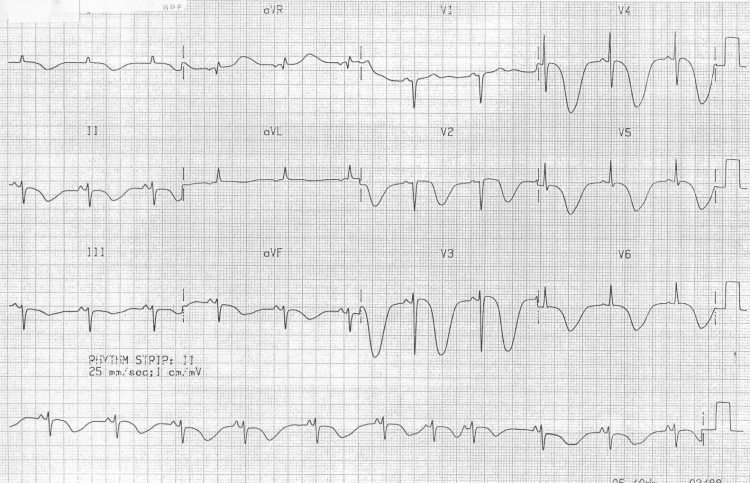 aVR V1 V4
II aVL V2 V5
III aVF V3 V6
RHYTHM STRIP: II
25 mm/sec;1 cm/mV